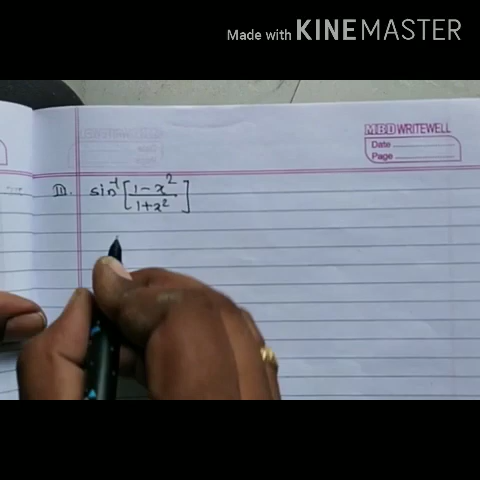 Made with KINEMASTER
MBD WRITEWELL
Date
Page
III. sin⁻¹ [ (1-x²)/(1+x²) ]